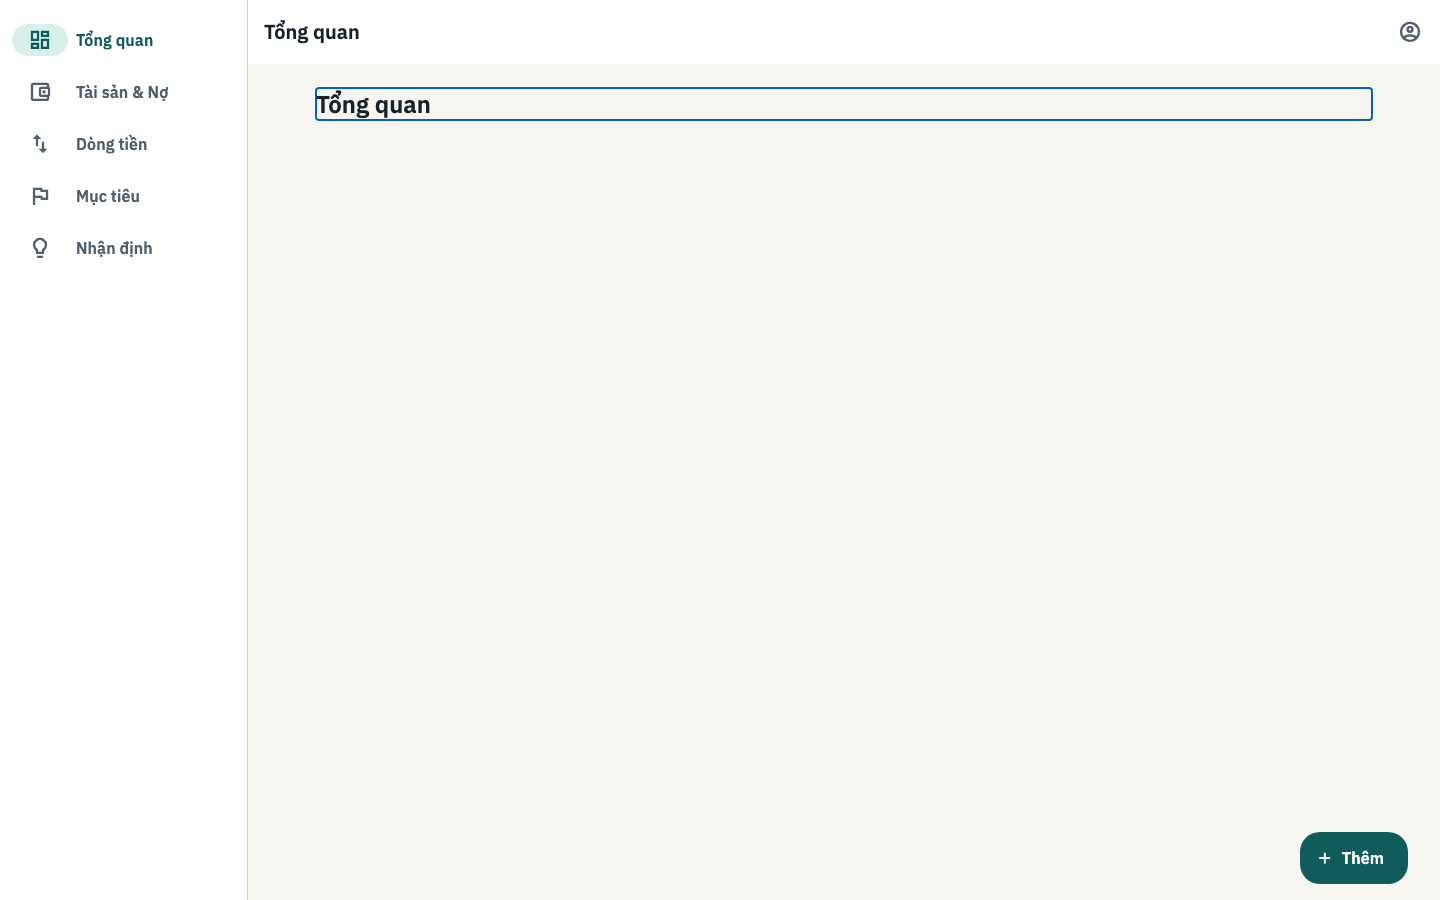 Tổng quan
Tài sản & Nợ
Dòng tiền
Mục tiêu
Nhận định
Tổng quan
Tổng quan
+ Thêm